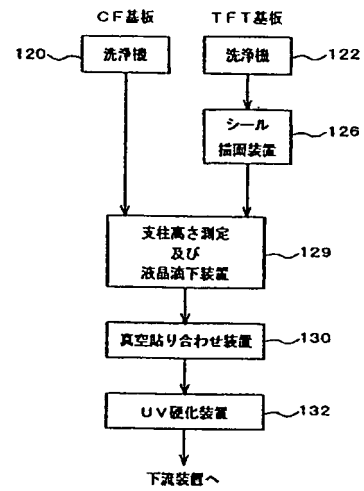 CF基板 TFT基板
120 洗浄機 洗浄機 122
シール
描画装置 126
支柱高さ測定
及び
液晶滴下装置 129
真空貼り合わせ装置 130
UV硬化装置 132
下流装置へ